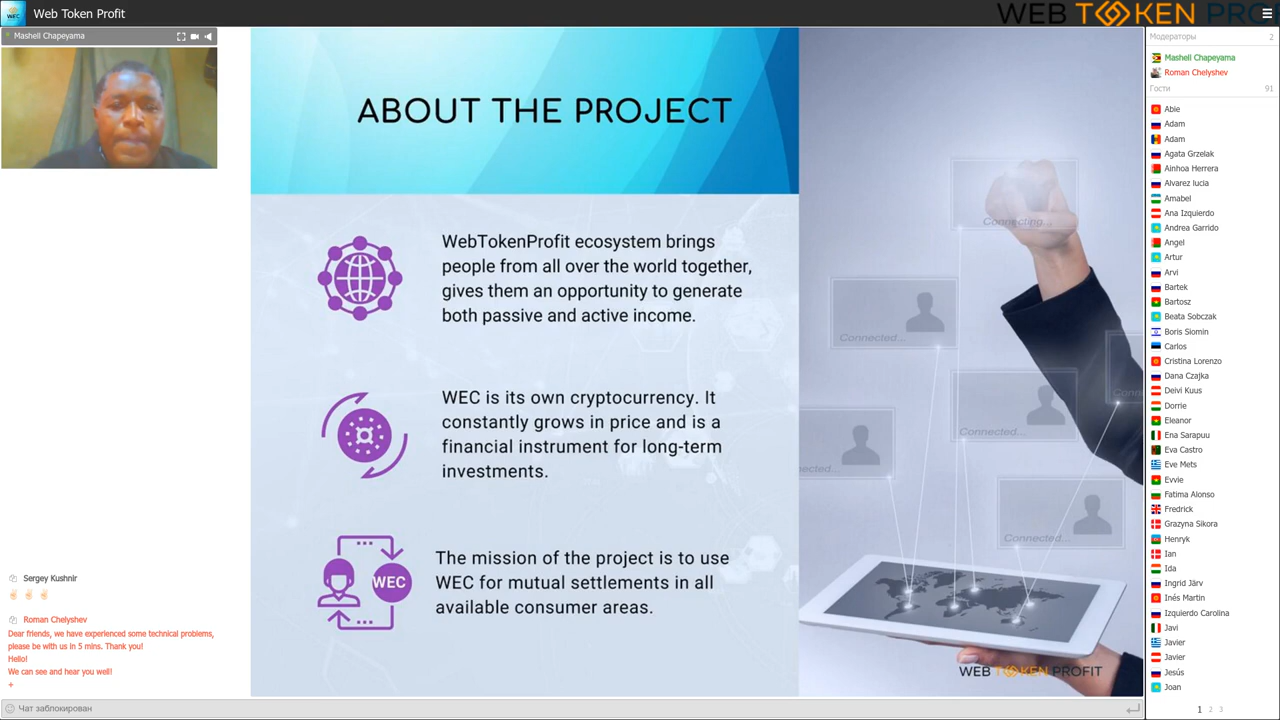 WEC
Web Token Profit
WEB TOKEN PRO
Mashell Chapeyama
ABOUT THE PROJECT
WebTokenProfit ecosystem brings
people from all over the world together,
gives them an opportunity to generate
both passive and active income.
WEC is its own cryptocurrency. It
constantly grows in price and is a
financial instrument for long-term
investments.
WEC
The mission of the project is to use
WEC for mutual settlements in all
available consumer areas.
Connecting...
Connected...
Connected...
Connected...
WEB TOKEN PROFIT
Sergey Kushnir
Roman Chelyshev
Dear friends, we have experienced some technical problems,
please be with us in 5 mins. Thank you!
Hello!
We can see and hear you well!
+
Чат заблокирован
Модераторы 2
Mashell Chapeyama
Roman Chelyshev
Гости 91
Abie
Adam
Adam
Agata Grzelak
Ainhoa Herrera
Alvarez lucia
Amabel
Ana Izquierdo
Andrea Garrido
Angel
Artur
Arvi
Bartek
Bartosz
Beata Sobczak
Boris Siomin
Carlos
Cristina Lorenzo
Dana Czajka
Deivi Kuus
Dorrie
Eleanor
Ena Sarapuu
Eva Castro
Eve Mets
Evvie
Fatima Alonso
Fredrick
Grazyna Sikora
Henryk
Ian
Ida
Ingrid Järv
Inés Martin
Izquierdo Carolina
Javi
Javier
Javier
Jesús
Joan
1 2 3